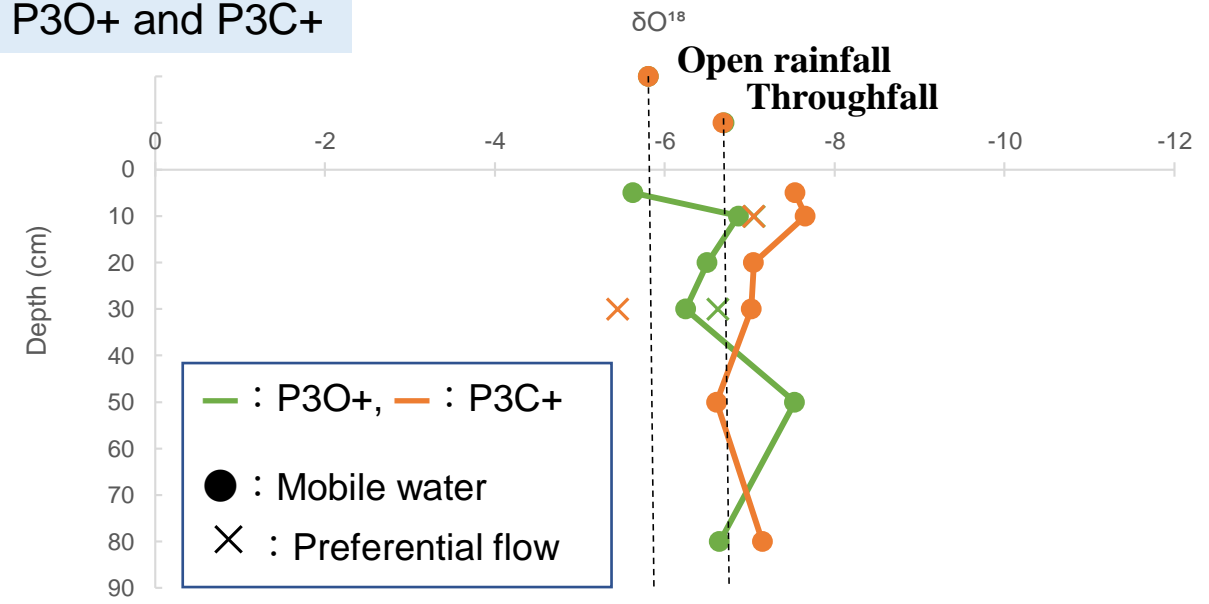 P3O+ and P3C+
δO¹⁸
Open rainfall
Throughfall
0 -2 -4 -6 -8 -10 -12
0
10
20
30
40
50
60
70
80
90
Depth (cm)
: P3O+, : P3C+
: Mobile water
: Preferential flow